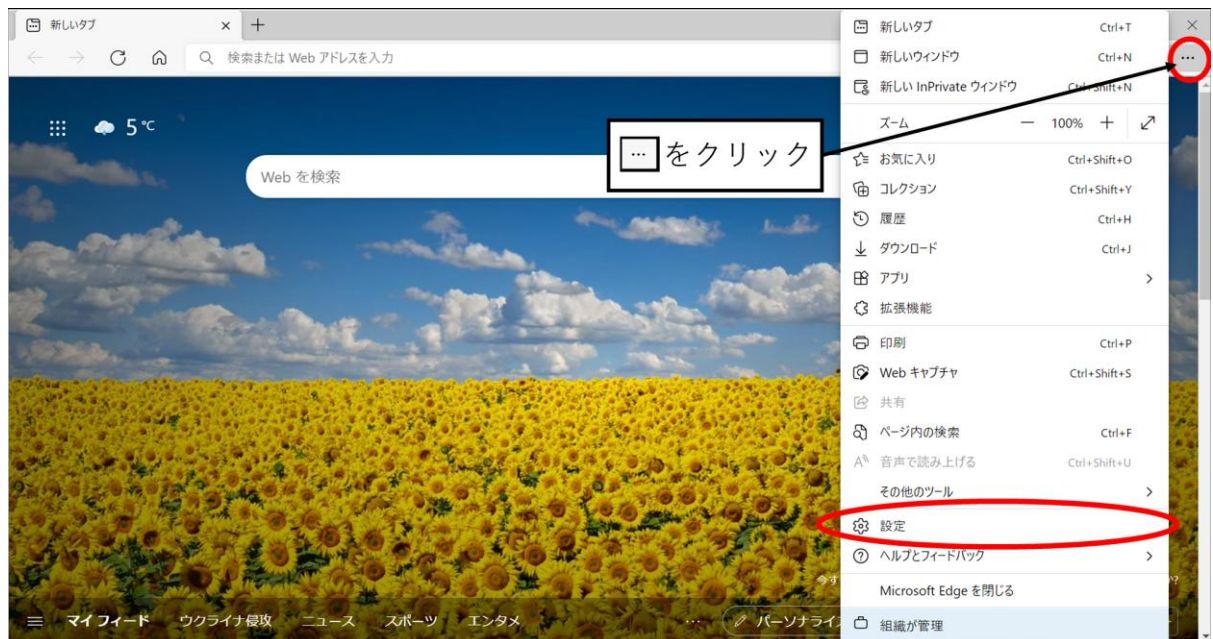 新しいタブ
検索または Web アドレスを入力
5 ℃
Web を検索
… をクリック
新しいタブ Ctrl+T
新しいウィンドウ Ctrl+N
新しい InPrivate ウィンドウ Ctrl+Shift+N
ズーム 100%
お気に入り Ctrl+Shift+O
コレクション Ctrl+Shift+Y
履歴 Ctrl+H
ダウンロード Ctrl+J
アプリ
拡張機能
印刷 Ctrl+P
Web キャプチャ Ctrl+Shift+S
共有
ページ内の検索 Ctrl+F
音声で読み上げる Ctrl+Shift+U
その他のツール
設定
ヘルプとフィードバック
Microsoft Edge を閉じる
組織が管理
マイフィード ウクライナ侵攻 ニュース スポーツ エンタメ … パーソナライ